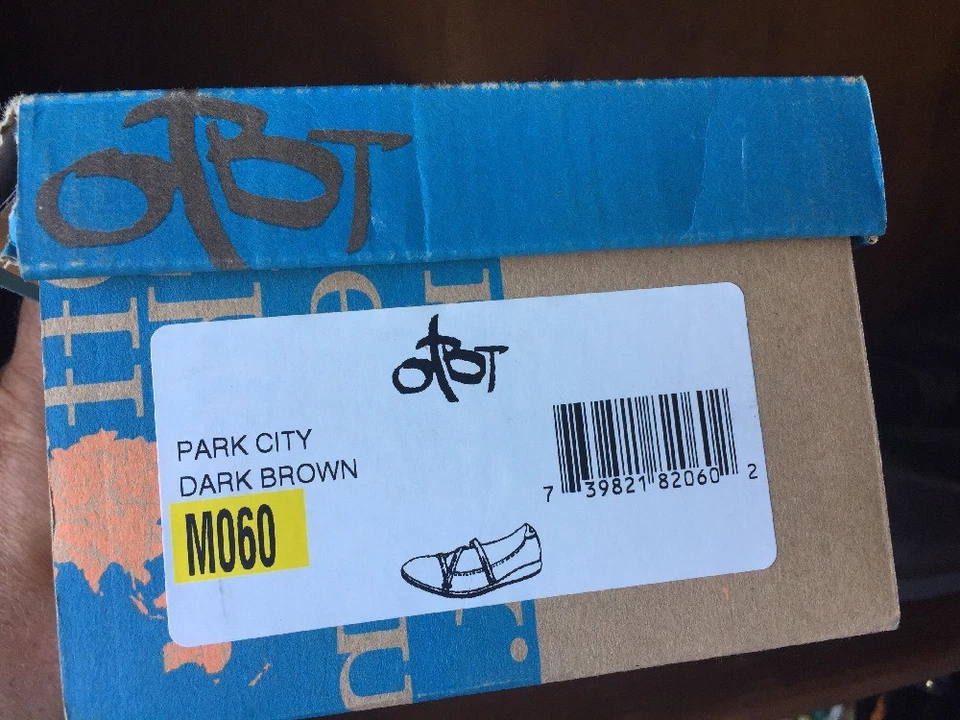 OTBT
OTBT
PARK CITY
DARK BROWN
M060
7 39821 82060 2